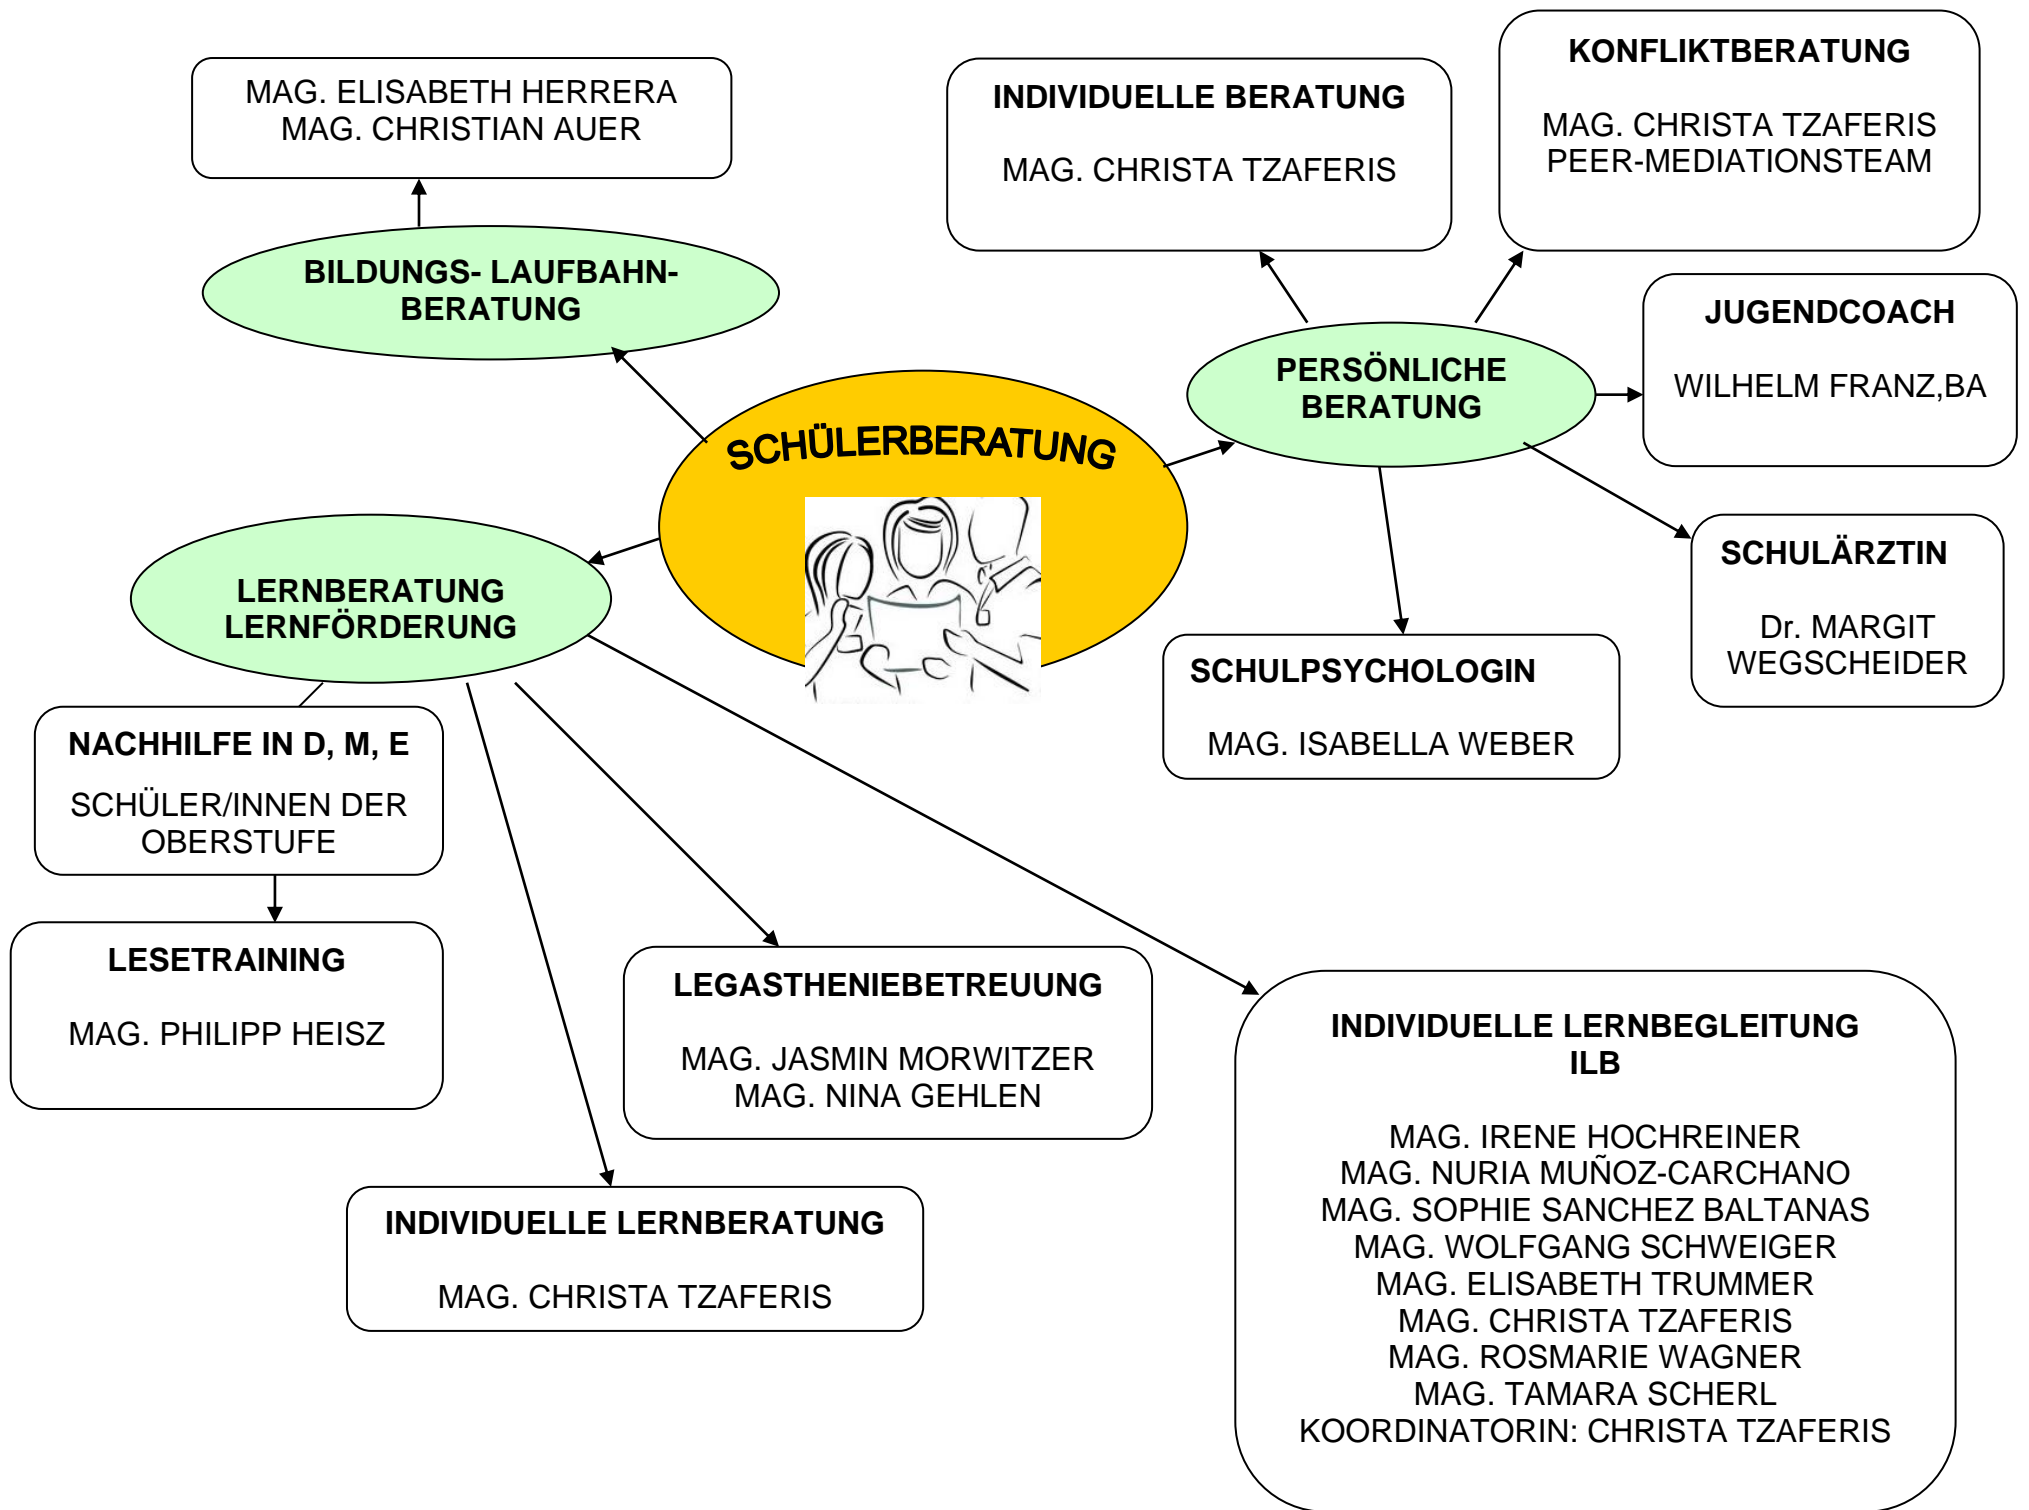 MAG. ELISABETH HERRERA
MAG. CHRISTIAN AUER
INDIVIDUELLE BERATUNG
MAG. CHRISTA TZAFERIS
KONFLIKTBERATUNG
MAG. CHRISTA TZAFERIS
PEER-MEDIATIONSTEAM
BILDUNGS- LAUFBAHN-
BERATUNG
JUGENDCOACH
WILHELM FRANZ,BA
PERSÖNLICHE
BERATUNG
SCHÜLERBERATUNG
SCHULÄRZTIN
Dr. MARGIT
WEGSCHEIDER
LERNBERATUNG
LERNFÖRDERUNG
SCHULPSYCHOLOGIN
MAG. ISABELLA WEBER
NACHHILFE IN D, M, E
SCHÜLER/INNEN DER
OBERSTUFE
LESETRAINING
MAG. PHILIPP HEISZ
LEGASTHENIEBETREUUNG
MAG. JASMIN MORWITZER
MAG. NINA GEHLEN
INDIVIDUELLE LERNBERATUNG
MAG. CHRISTA TZAFERIS
INDIVIDUELLE LERNBEGLEITUNG
ILB
MAG. IRENE HOCHREINER
MAG. NURIA MUÑOZ-CARCHANO
MAG. SOPHIE SANCHEZ BALTANAS
MAG. WOLFGANG SCHWEIGER
MAG. ELISABETH TRUMMER
MAG. CHRISTA TZAFERIS
MAG. ROSMARIE WAGNER
MAG. TAMARA SCHERL
KOORDINATORIN: CHRISTA TZAFERIS